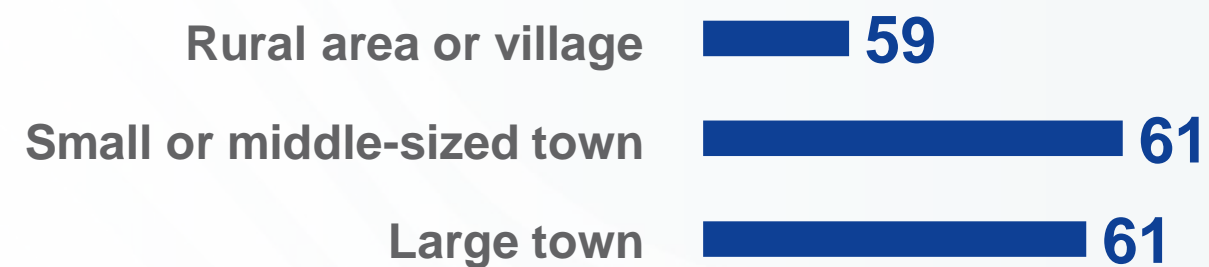 Rural area or village 59
Small or middle-sized town 61
Large town 61